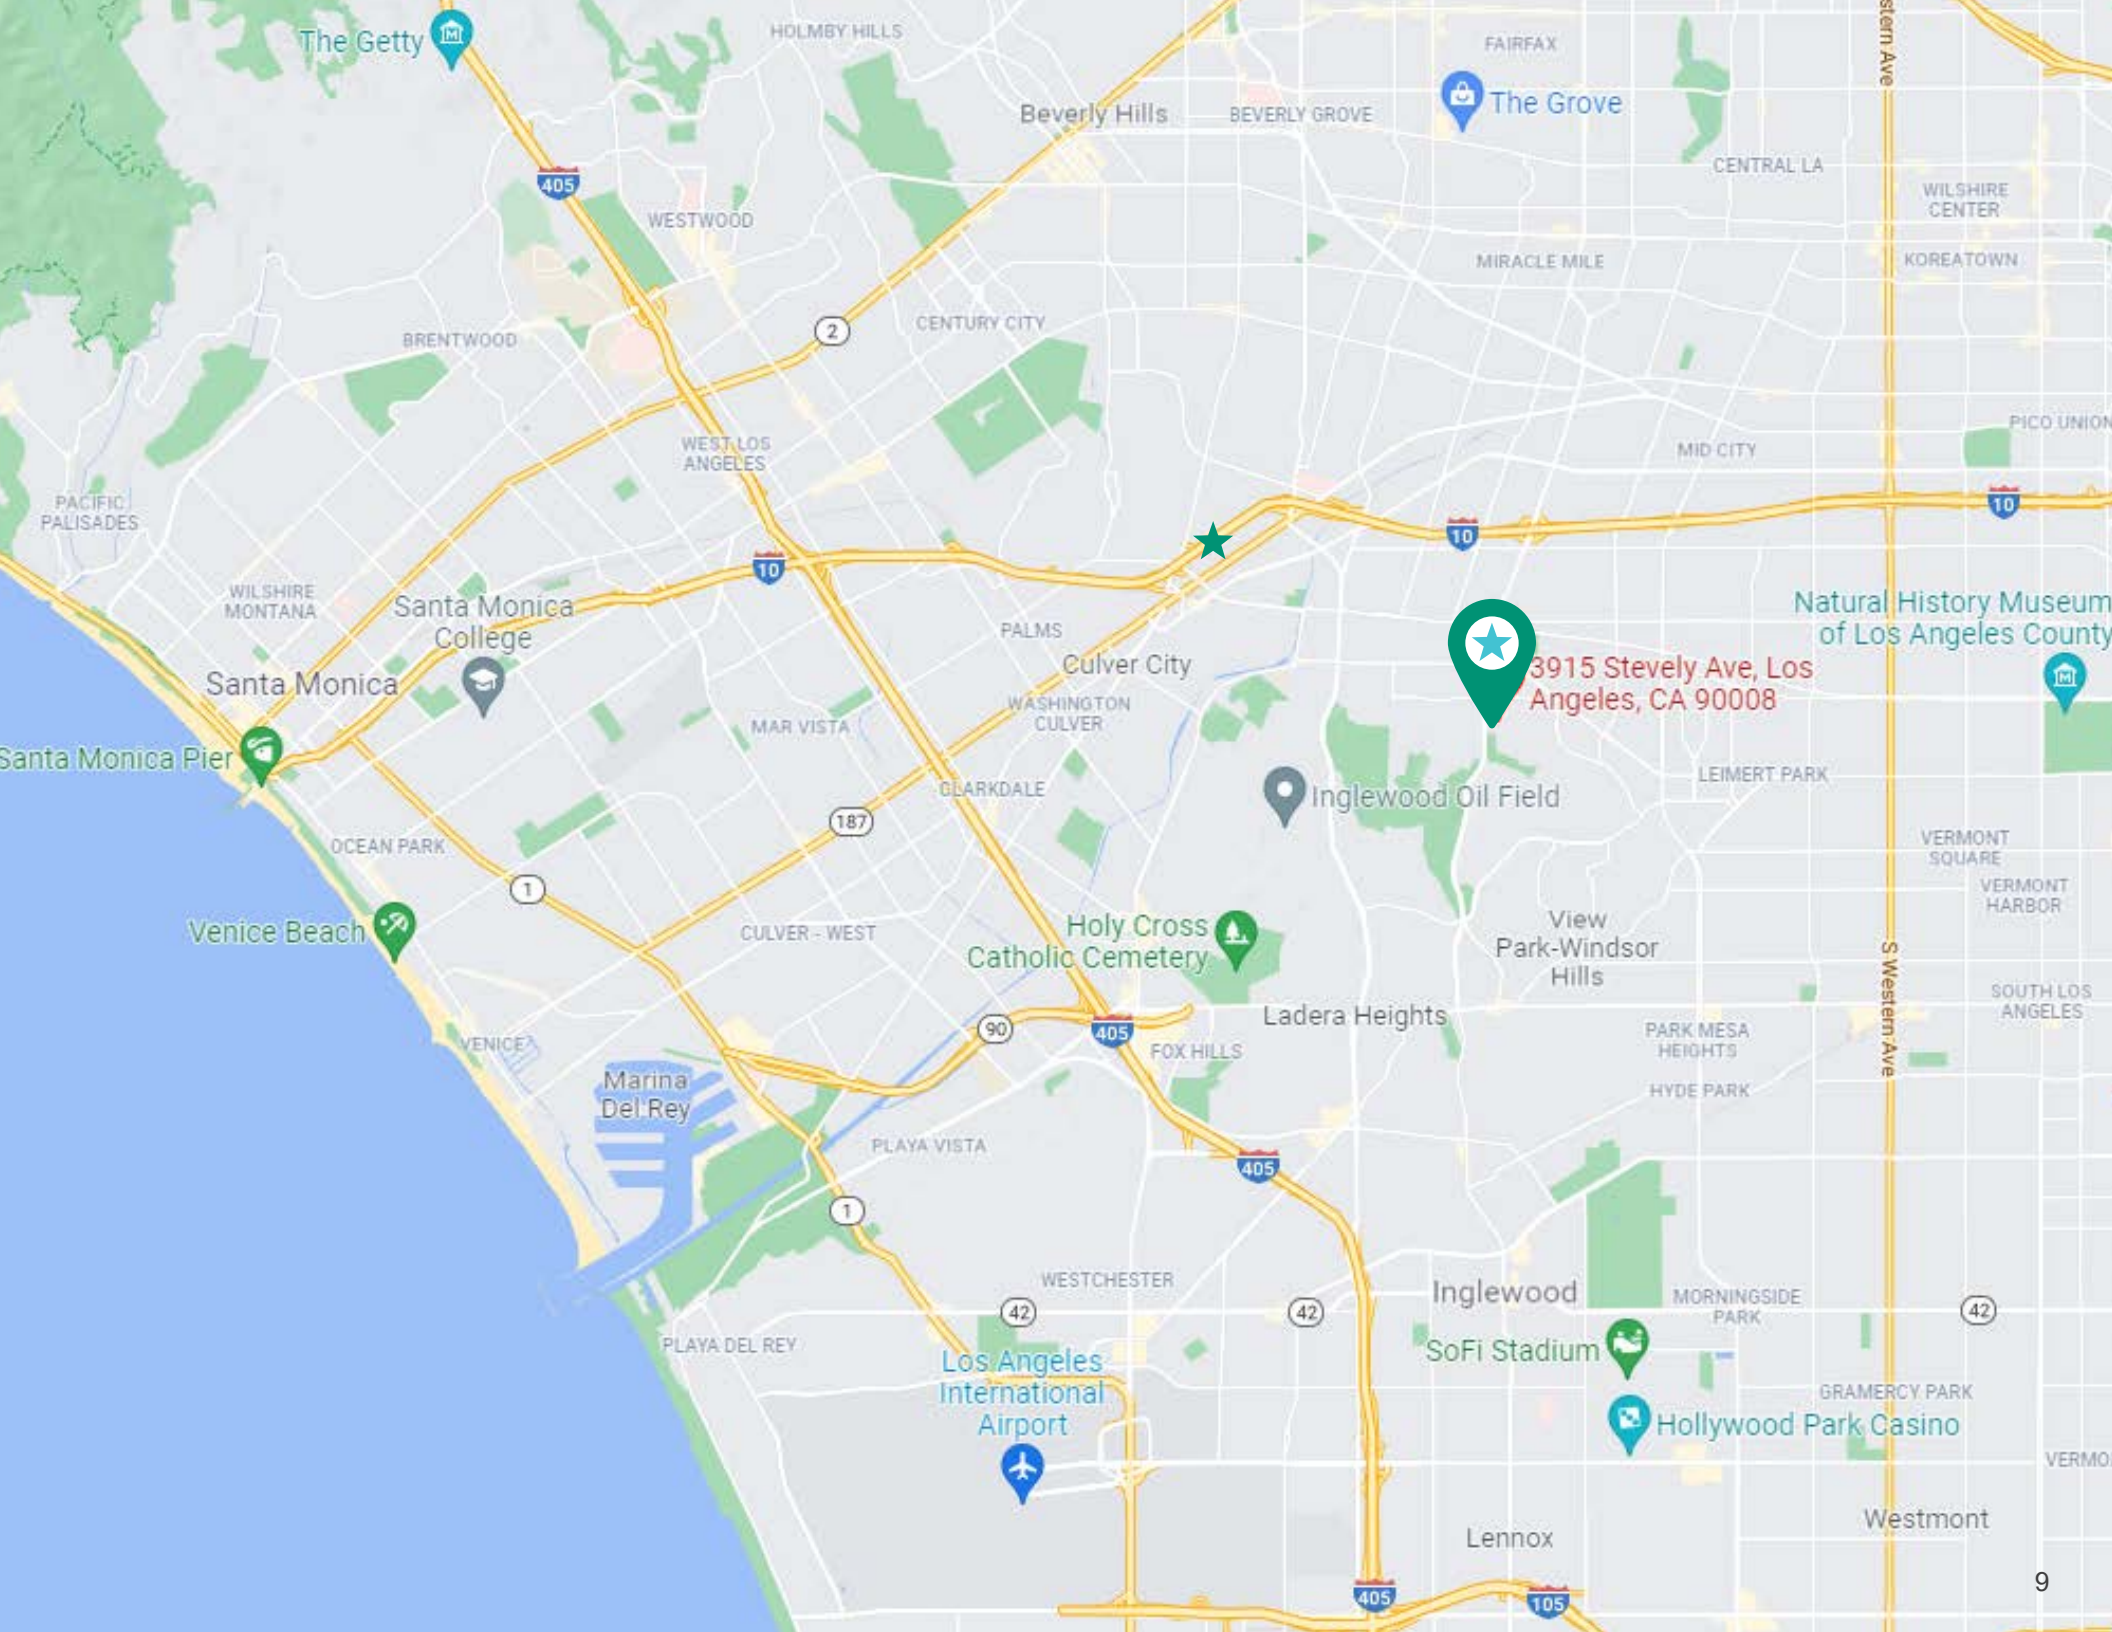 The Getty
HOLMBY HILLS
FAIRFAX
stern Ave
The Grove
Beverly Hills
BEVERLY GROVE
405
CENTRAL LA
WESTWOOD
WILSHIRE
CENTER
MIRACLE MILE
KOREATOWN
BRENTWOOD
2
CENTURY CITY
PICO UNION
WEST LOS
ANGELES
MID CITY
PACIFIC
PALISADES
10
10
10
WILSHIRE
MONTANA
Santa Monica
College
Natural History Museum
of Los Angeles County
PALMS
Culver City
3915 Stevely Ave, Los
Angeles, CA 90008
Santa Monica
WASHINGTON
CULVER
MAR VISTA
Santa Monica Pier
CLARKDALE
Inglewood Oil Field
LEIMERT PARK
187
OCEAN PARK
VERMONT
SQUARE
1
VERMONT
HARBOR
Venice Beach
CULVER - WEST
Holy Cross
Catholic Cemetery
View
Park-Windsor
Hills
S Western Ave
SOUTH LOS
ANGELES
Ladera Heights
90
405
PARK MESA
HEIGHTS
VENICE
FOX HILLS
Marina
Del Rey
HYDE PARK
PLAYA VISTA
405
1
WESTCHESTER
Inglewood
MORNINGSIDE
PARK
42
42
42
PLAYA DEL REY
SoFi Stadium
Los Angeles
International
Airport
GRAMERCY PARK
Hollywood Park Casino
VERMO
Westmont
Lennox
9
405
105